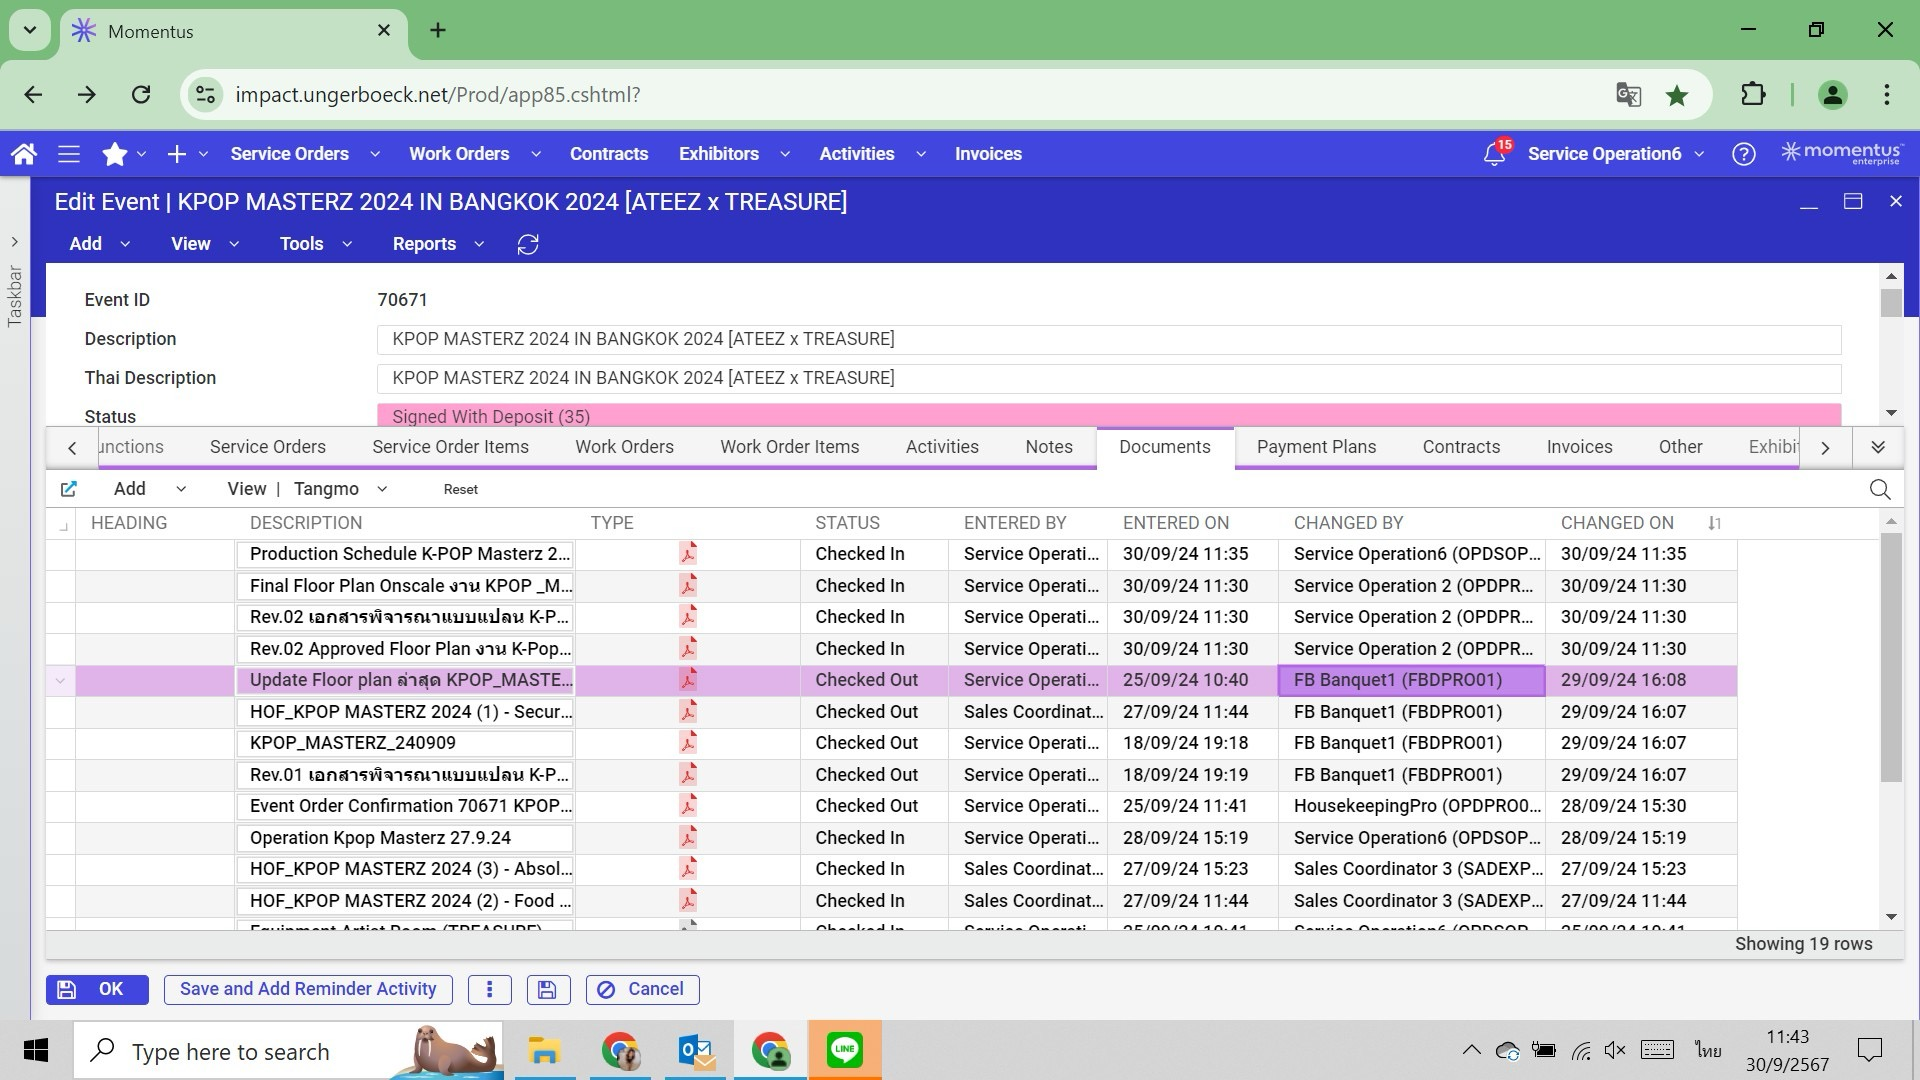 Momentus
impact.ungerboeck.net/Prod/app85.cshtml?
Service Orders Work Orders Contracts Exhibitors Activities Invoices 15 Service Operation6 momentus enterprise
Edit Event | KPOP MASTERZ 2024 IN BANGKOK 2024 [ATEEZ x TREASURE]
Add View Tools Reports
Taskbar
Event ID 70671
Description KPOP MASTERZ 2024 IN BANGKOK 2024 [ATEEZ x TREASURE]
Thai Description KPOP MASTERZ 2024 IN BANGKOK 2024 [ATEEZ x TREASURE]
Status Signed With Deposit (35)
unctions Service Orders Service Order Items Work Orders Work Order Items Activities Notes Documents Payment Plans Contracts Invoices Other Exhibit
Add View | Tangmo Reset
HEADING DESCRIPTION TYPE STATUS ENTERED BY ENTERED ON CHANGED BY CHANGED ON
Production Schedule K-POP Masterz 2... Checked In Service Operati... 30/09/24 11:35 Service Operation6 (OPDSOP... 30/09/24 11:35
Final Floor Plan Onscale งาน KPOP _M... Checked In Service Operati... 30/09/24 11:30 Service Operation 2 (OPDPR... 30/09/24 11:30
Rev.02 เอกสารพิจารณาแบบแปลน K-P... Checked In Service Operati... 30/09/24 11:30 Service Operation 2 (OPDPR... 30/09/24 11:30
Rev.02 Approved Floor Plan งาน K-Pop... Checked In Service Operati... 30/09/24 11:30 Service Operation 2 (OPDPR... 30/09/24 11:30
Update Floor plan ล่าสุด KPOP_MASTE... Checked Out Service Operati... 25/09/24 10:40 FB Banquet1 (FBDPRO01) 29/09/24 16:08
HOF_KPOP MASTERZ 2024 (1) - Secur... Checked Out Sales Coordinat... 27/09/24 11:44 FB Banquet1 (FBDPRO01) 29/09/24 16:07
KPOP_MASTERZ_240909 Checked Out Service Operati... 18/09/24 19:18 FB Banquet1 (FBDPRO01) 29/09/24 16:07
Rev.01 เอกสารพิจารณาแบบแปลน K-P... Checked Out Service Operati... 18/09/24 19:19 FB Banquet1 (FBDPRO01) 29/09/24 16:07
Event Order Confirmation 70671 KPOP... Checked Out Service Operati... 25/09/24 11:41 HousekeepingPro (OPDPRO0... 28/09/24 15:30
Operation Kpop Masterz 27.9.24 Checked In Service Operati... 28/09/24 15:19 Service Operation6 (OPDSOP... 28/09/24 15:19
HOF_KPOP MASTERZ 2024 (3) - Absol... Checked In Sales Coordinat... 27/09/24 15:23 Sales Coordinator 3 (SADEXP... 27/09/24 15:23
HOF_KPOP MASTERZ 2024 (2) - Food ... Checked In Sales Coordinat... 27/09/24 11:44 Sales Coordinator 3 (SADEXP... 27/09/24 11:44
Equipment Artist Room (TREASURE) Checked In Service Operati... 25/09/24 10:41 Service Operation6 (OPDSOP... 25/09/24 10:41
Showing 19 rows
OK Save and Add Reminder Activity Cancel
Type here to search LINE ไทย 11:43
30/9/2567